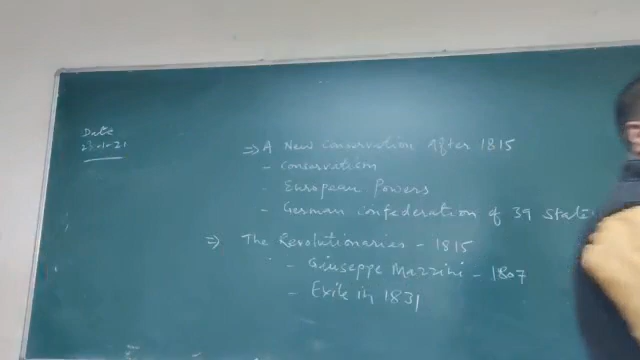 Date
23-1-21
⇒ A New Conservation After 1815
- Conservatism
- European Powers
- German Confederation of 39 States
⇒ The Revolutionaries - 1815
- Giuseppe Mazzini - 1807
- Exile in 1831